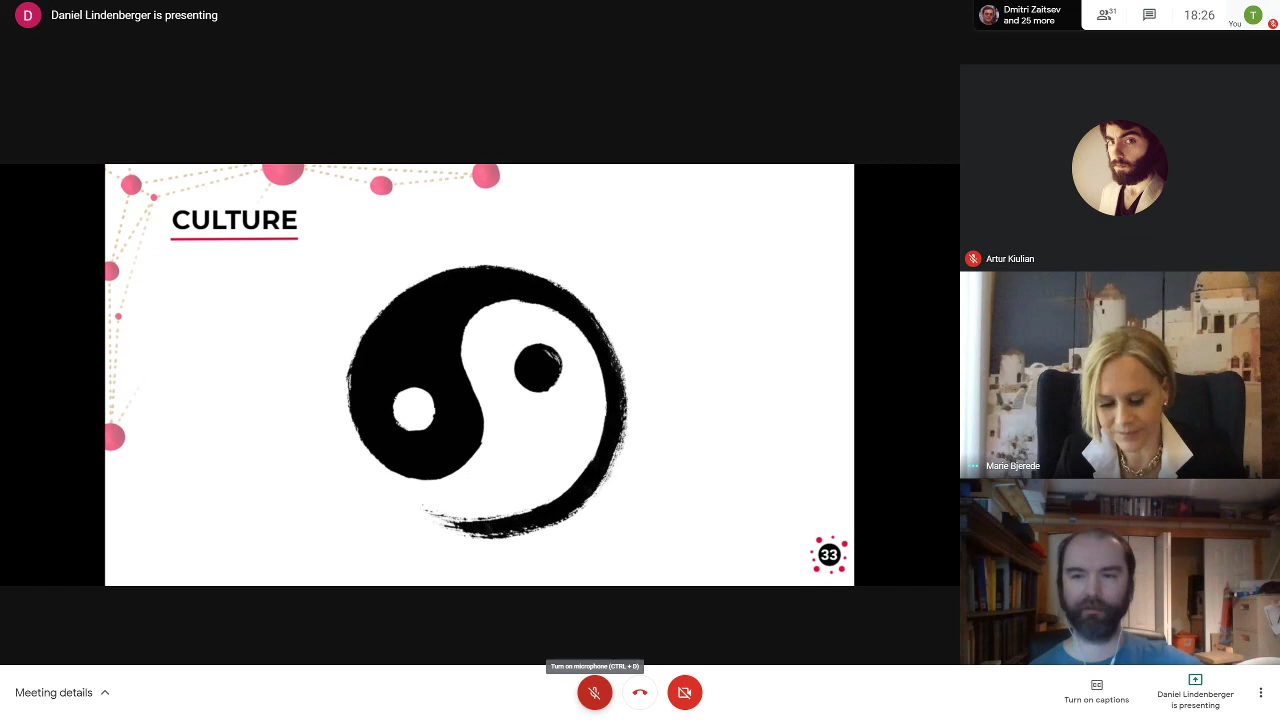 D
Daniel Lindenberger is presenting
Dmitri Zaitsev
and 25 more
31
18:26
You
T
CULTURE
Artur Kiulian
Marie Bjerede
33
Turn on microphone (CTRL + D)
Meeting details
Turn on captions
Daniel Lindenberger
is presenting